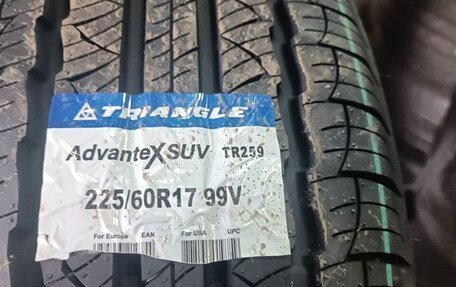 TRIANGLE
AdvanteXSUV TR259
225/60R17 99V
For Europe EAN For USA UPC